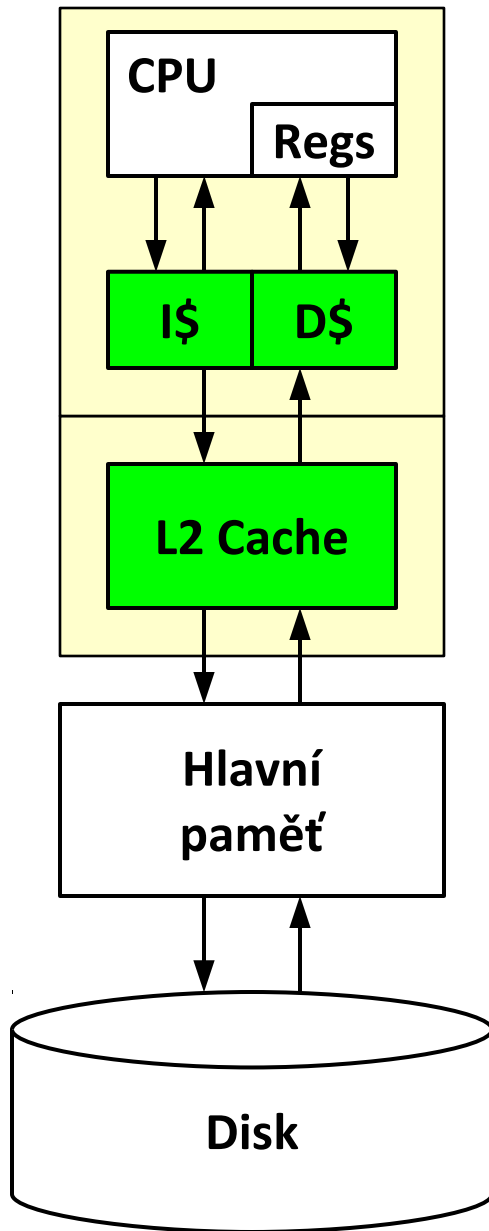 CPU
Regs
I$
D$
L2 Cache
Hlavní
paměť
Disk